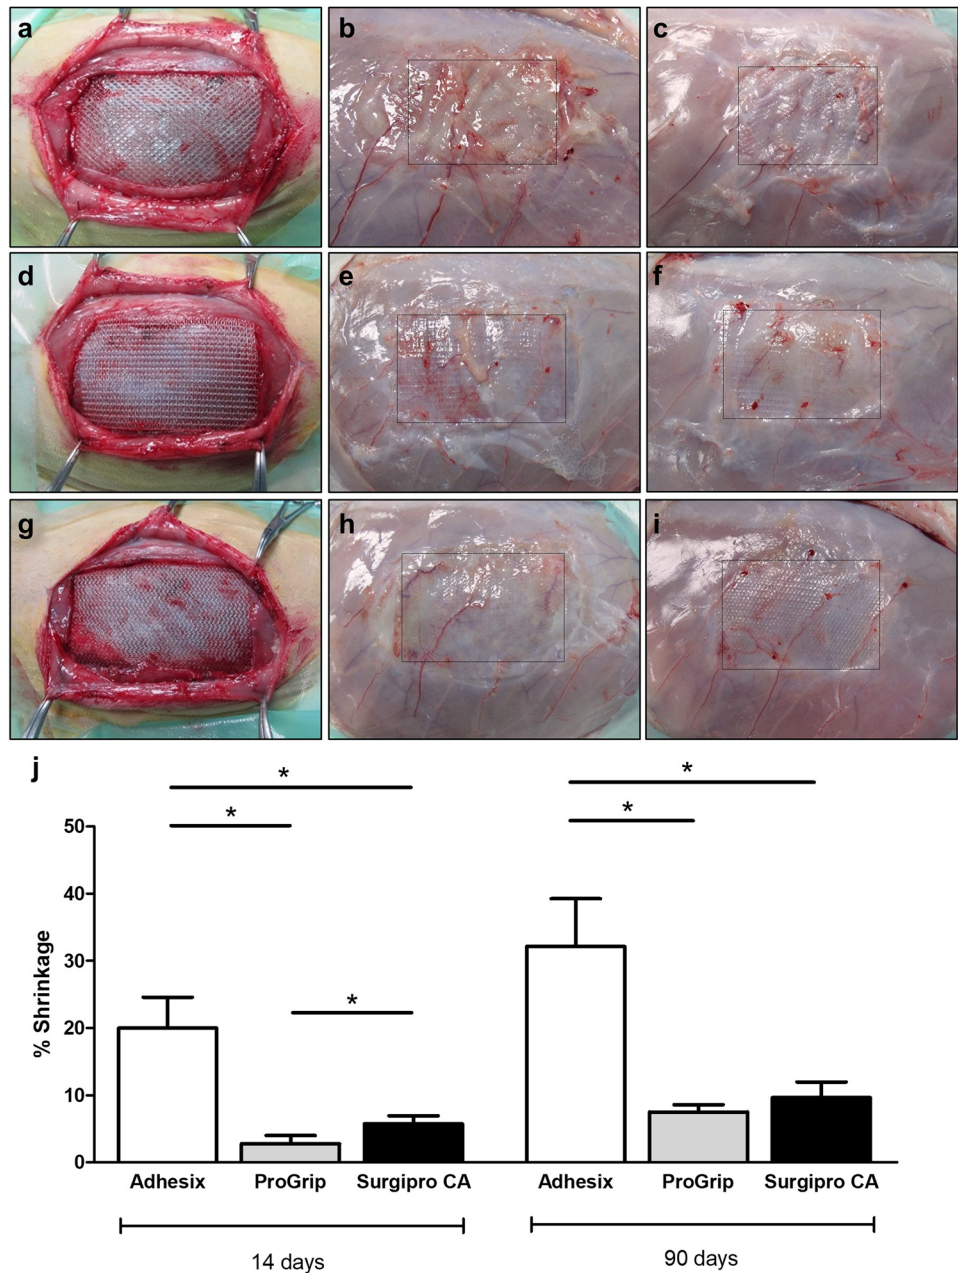 a
b
c
d
e
f
g
h
i
j
*
*
*
*
*
% Shrinkage
50
40
30
20
10
0
Adhesix
ProGrip
Surgipro CA
Adhesix
ProGrip
Surgipro CA
14 days
90 days